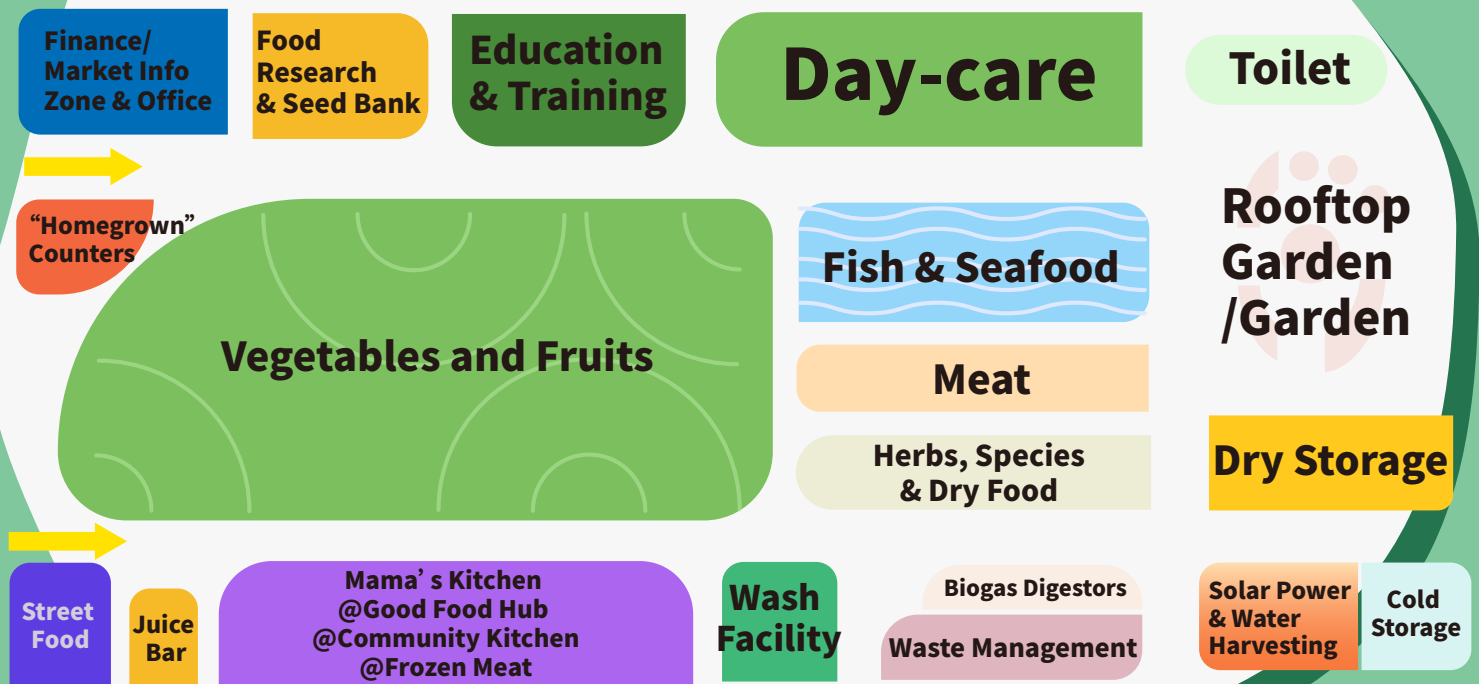 Finance/
Market Info
Zone & Office
Food
Research
& Seed Bank
Education
& Training
Day-care
Toilet
“Homegrown”
Counters
Vegetables and Fruits
Fish & Seafood
Meat
Herbs, Species
& Dry Food
Rooftop
Garden
/Garden
Dry Storage
Street
Food
Juice
Bar
Mama’s Kitchen
@Good Food Hub
@Community Kitchen
@Frozen Meat
Wash
Facility
Biogas Digestors
Waste Management
Solar Power
& Water
Harvesting
Cold
Storage